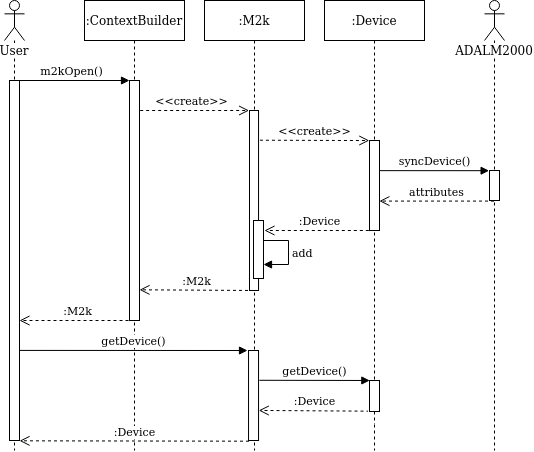 :ContextBuilder
:M2k
:Device
User
ADALM2000
m2kOpen()
<<create>>
<<create>>
syncDevice()
attributes
:Device
add
:M2k
:M2k
getDevice()
getDevice()
:Device
:Device